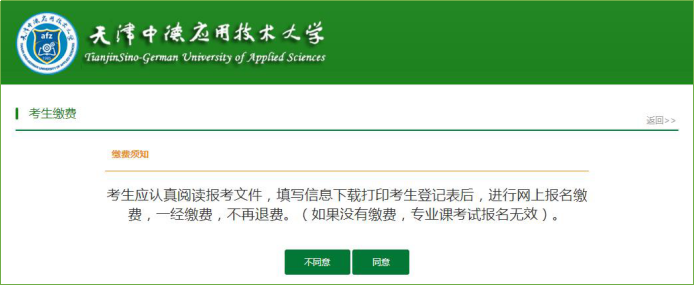 afz
天津中德应用技术大学
TianjinSino-German University of Applied Sciences
考生缴费
返回>>
缴费须知
考生应认真阅读报考文件，填写信息下载打印考生登记表后，进行网上报名缴
费，一经缴费，不再退费。（如果没有缴费，专业课考试报名无效）。
不同意
同意